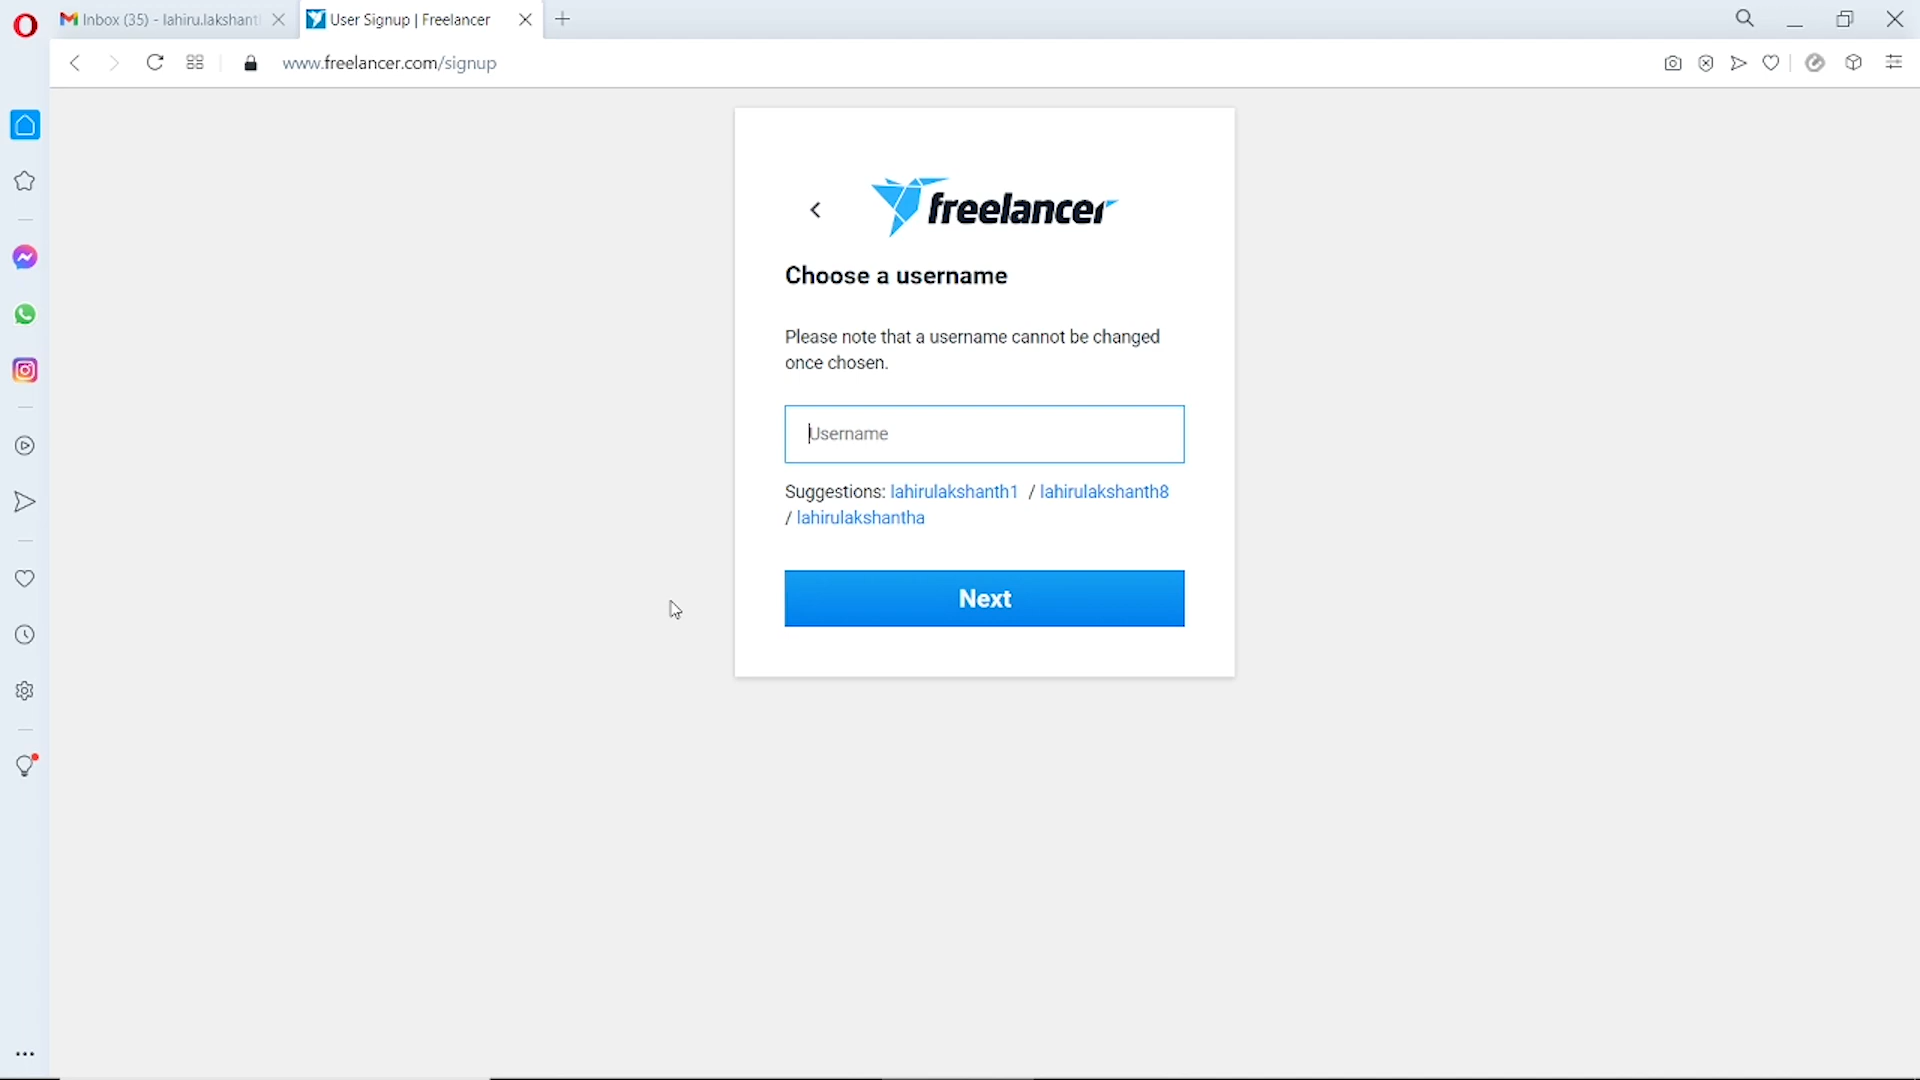 Inbox (35) - lahiru.lakshant
User Signup | Freelancer
www.freelancer.com/signup
freelancer
Choose a username
Please note that a username cannot be changed
once chosen.
Username
Suggestions: lahirulakshanth1 / lahirulakshanth8
/ lahirulakshantha
Next